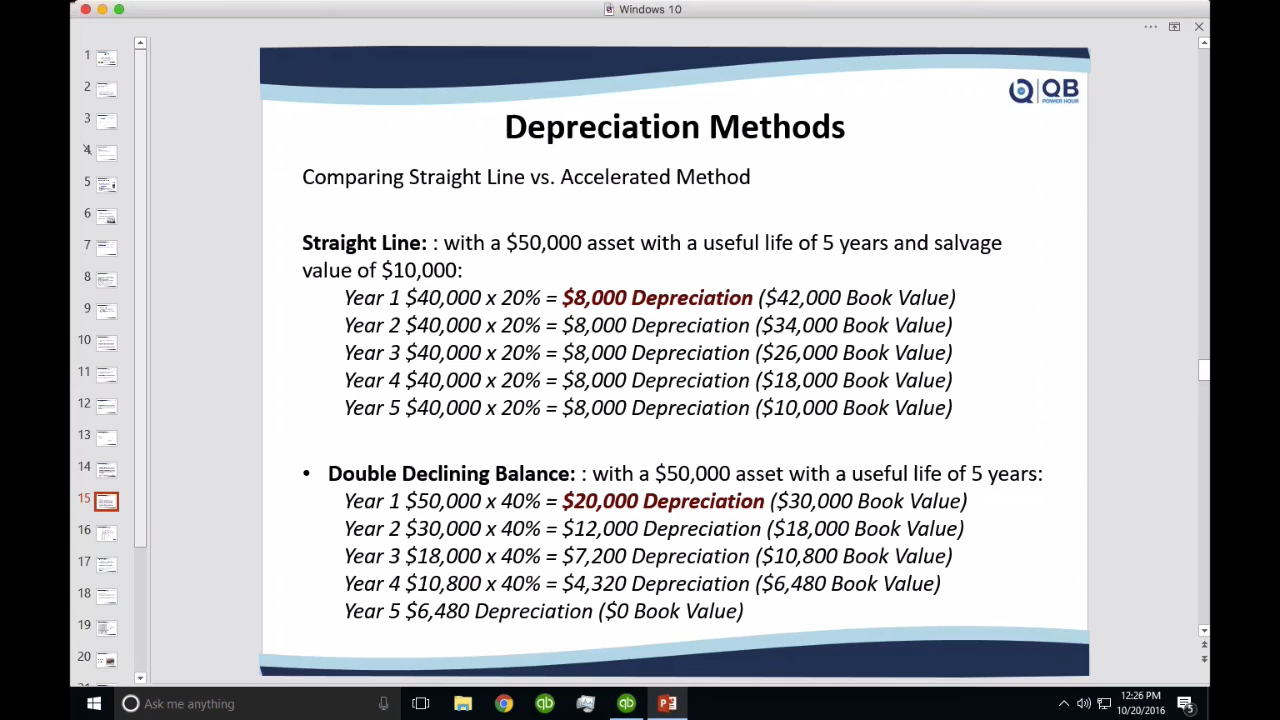 Windows 10
1
2
3
4
5
6
7
8
9
10
11
12
13
14
15
16
17
18
19
20
QB
POWER HOUR
Depreciation Methods
Comparing Straight Line vs. Accelerated Method
Straight Line: : with a $50,000 asset with a useful life of 5 years and salvage
value of $10,000:
Year 1 $40,000 x 20% = $8,000 Depreciation ($42,000 Book Value)
Year 2 $40,000 x 20% = $8,000 Depreciation ($34,000 Book Value)
Year 3 $40,000 x 20% = $8,000 Depreciation ($26,000 Book Value)
Year 4 $40,000 x 20% = $8,000 Depreciation ($18,000 Book Value)
Year 5 $40,000 x 20% = $8,000 Depreciation ($10,000 Book Value)
• Double Declining Balance: : with a $50,000 asset with a useful life of 5 years:
Year 1 $50,000 x 40% = $20,000 Depreciation ($30,000 Book Value)
Year 2 $30,000 x 40% = $12,000 Depreciation ($18,000 Book Value)
Year 3 $18,000 x 40% = $7,200 Depreciation ($10,800 Book Value)
Year 4 $10,800 x 40% = $4,320 Depreciation ($6,480 Book Value)
Year 5 $6,480 Depreciation ($0 Book Value)
Ask me anything
qb
qb
12:26 PM
10/20/2016
5